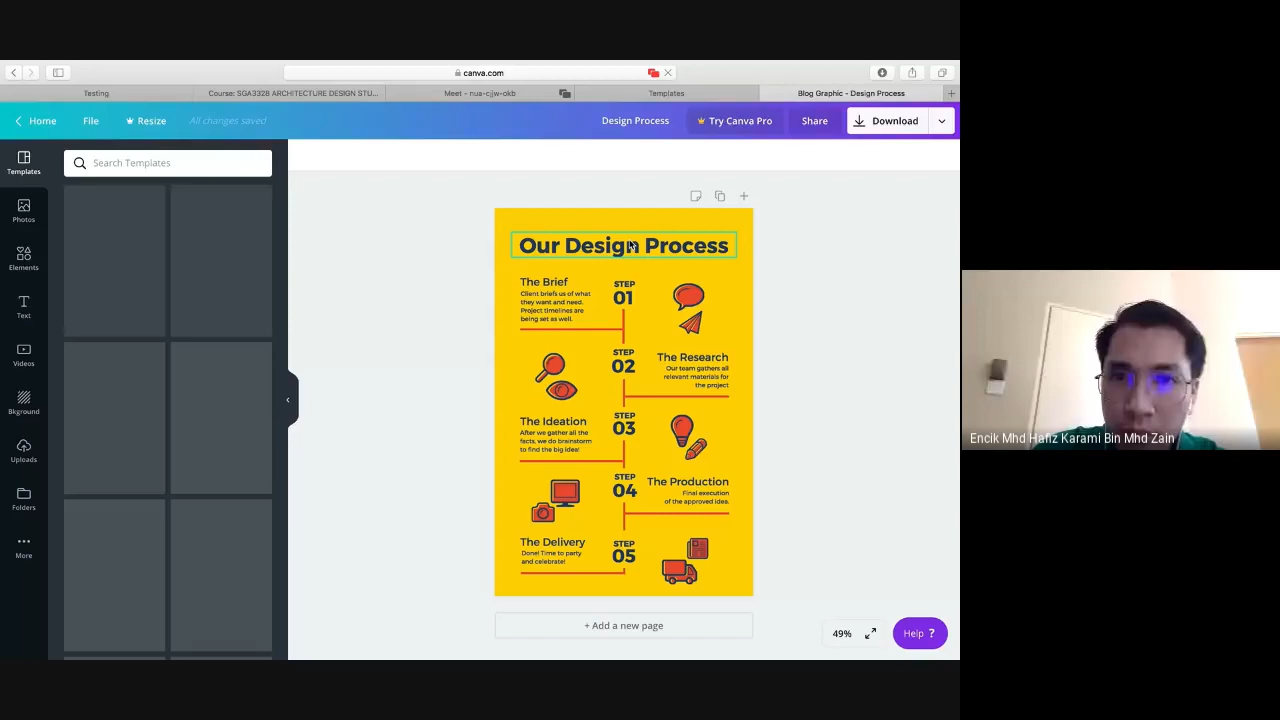 canva.com
Testing
Course: SGA3328 ARCHITECTURE DESIGN STU...
Meet - nua-cjjw-okb
Templates
Blog Graphic - Design Process
Home
File
Resize
All changes saved
Design Process
Try Canva Pro
Share
Download
Templates
Photos
Elements
Text
Videos
Bkground
Uploads
Folders
More
Search Templates
Our Design Process
The Brief
Client briefs us of what
they want and need.
Project timelines are
being set as well.
STEP
01
STEP
02
The Research
Our team gathers all
relevant materials for
the project
The Ideation
After we gather all the
facts, we do brainstorm
to find the big idea!
STEP
03
STEP
04
The Production
Final execution
of the approved idea.
The Delivery
Done! Time to party
and celebrate!
STEP
05
+ Add a new page
49%
Help ?
Encik Mhd Hafiz Karami Bin Mhd Zain